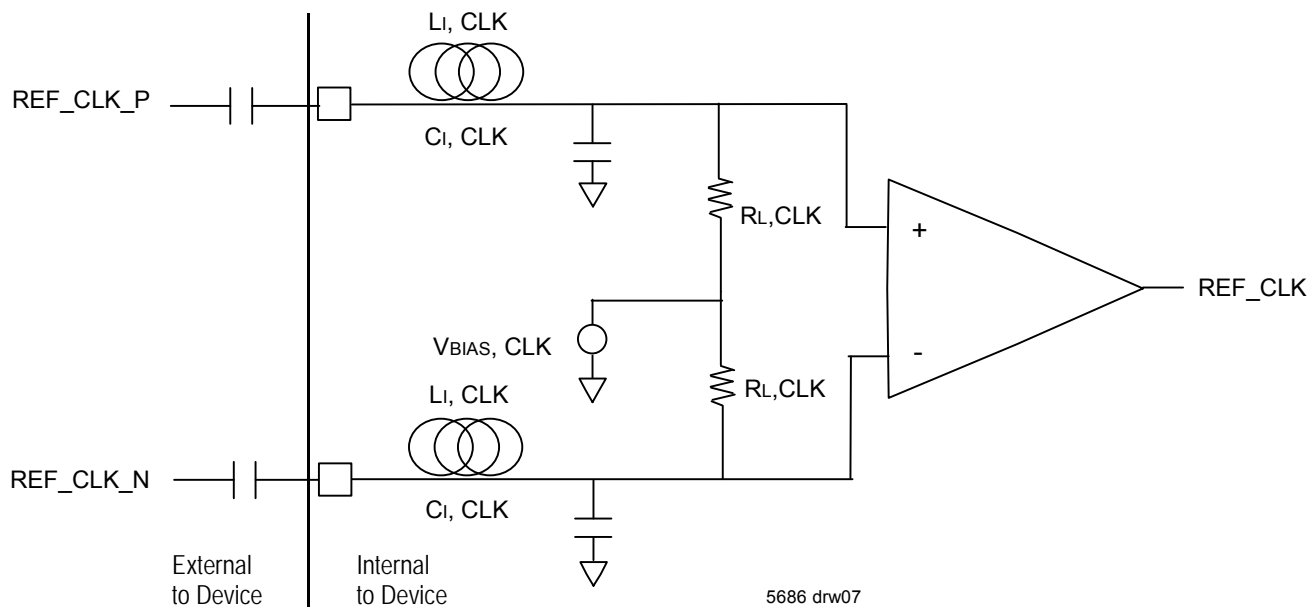 LI, CLK
REF_CLK_P
CI, CLK
RL,CLK
+
REF_CLK
VBIAS, CLK
-
RL,CLK
LI, CLK
REF_CLK_N
CI, CLK
External
to Device
Internal
to Device
5686 drw07